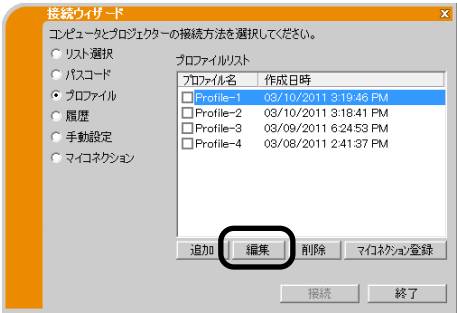 接続ウィザード
コンピュータとプロジェクターの接続方法を選択してください。
リスト選択
パスコード
プロファイル
履歴
手動設定
マイコネクション
プロファイルリスト
プロファイル名 作成日時
Profile-1 03/10/2011 3:19:46 PM
Profile-2 03/10/2011 3:18:41 PM
Profile-3 03/09/2011 6:24:53 PM
Profile-4 03/08/2011 2:41:37 PM
追加 編集 削除 マイコネクション登録
接続 終了